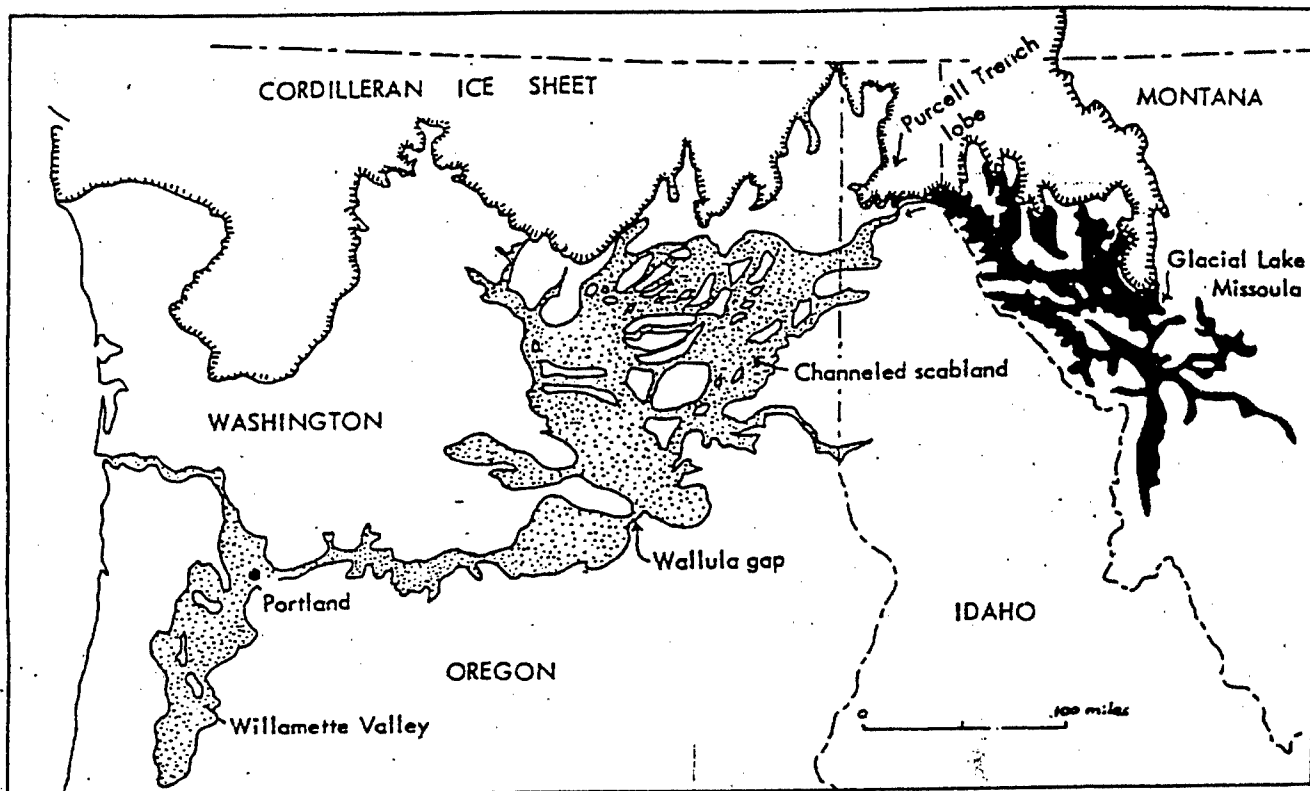 CORDILLERAN ICE SHEET
Purcell Trench
lobe
MONTANA
Glacial Lake
Missoula
Channeled scabland
WASHINGTON
Wallula gap
Portland
IDAHO
OREGON
0 100 miles
Willamette Valley